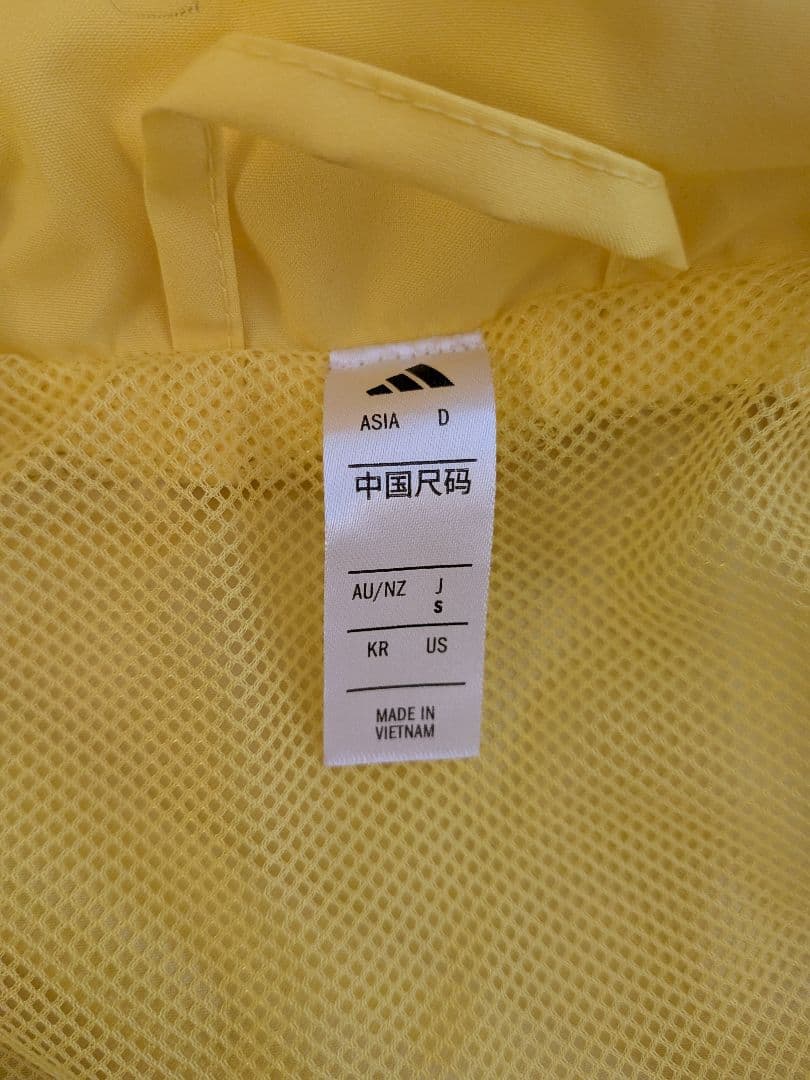 ASIA D
中国尺码
AU/NZ J
S
KR US
MADE IN
VIETNAM